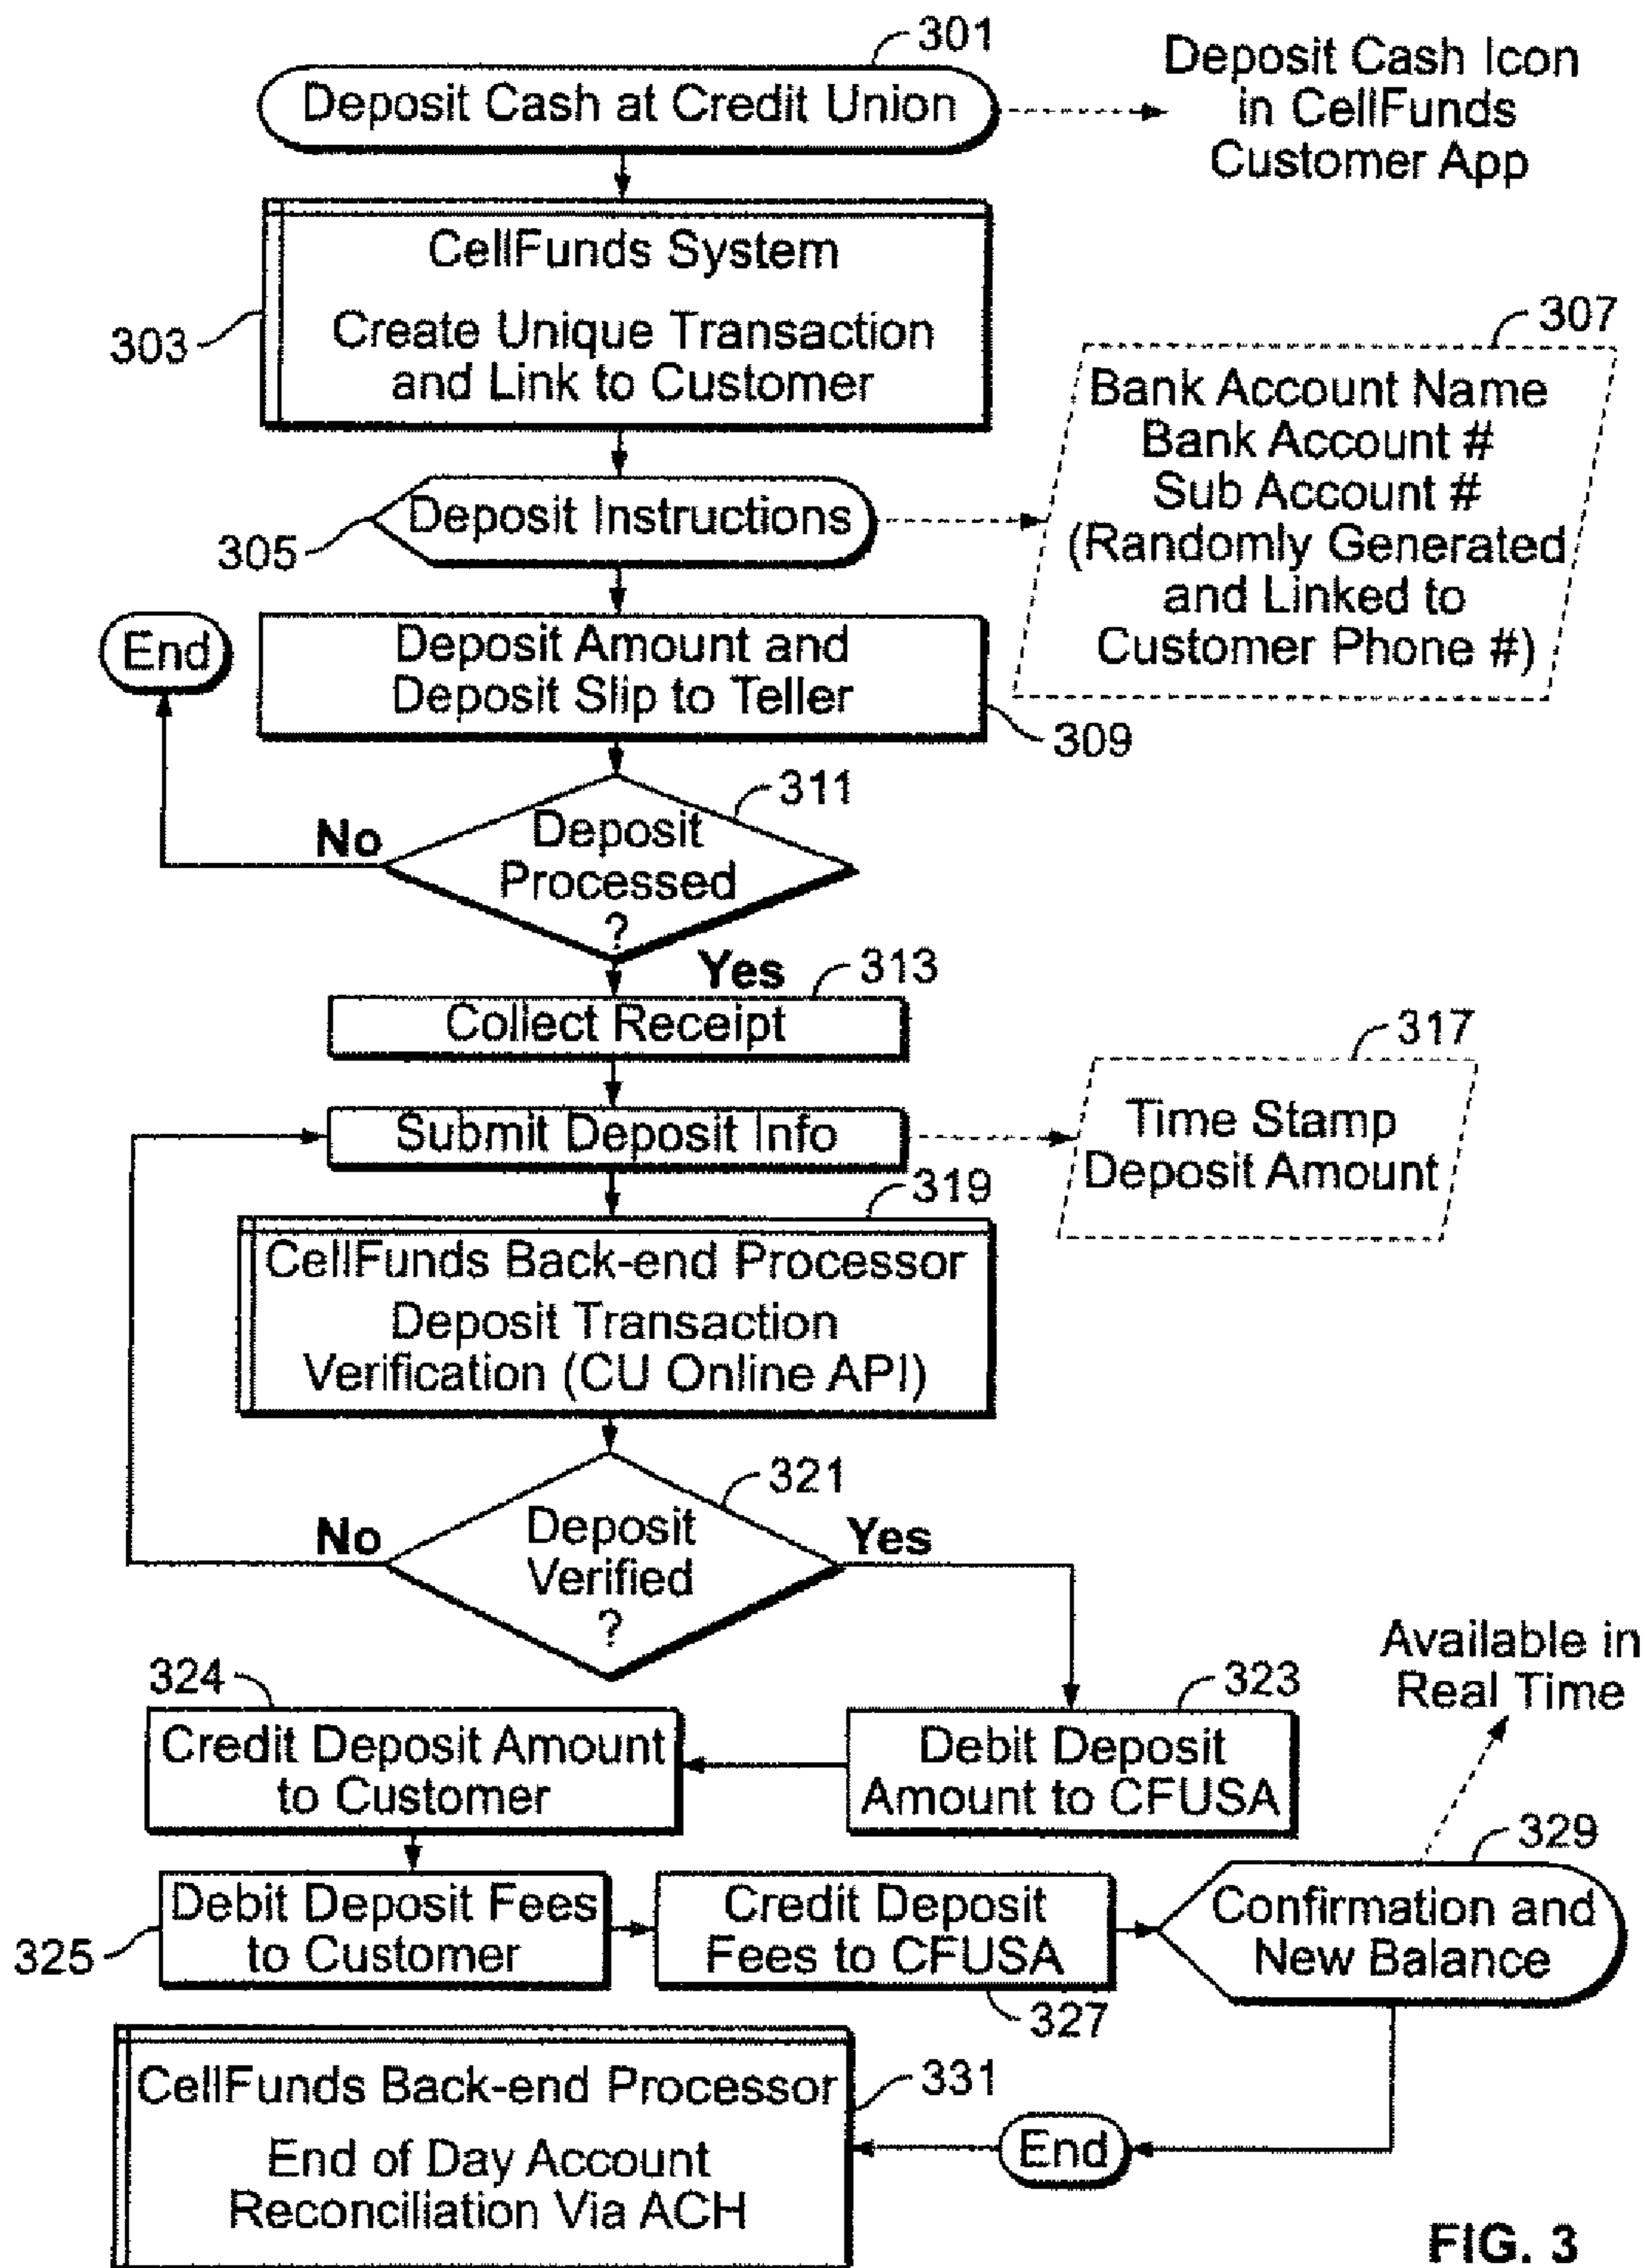 301
Deposit Cash at Credit Union
Deposit Cash Icon
in CellFunds
Customer App
303
CellFunds System
Create Unique Transaction
and Link to Customer
305
Deposit Instructions
307
Bank Account Name
Bank Account #
Sub Account #
(Randomly Generated
and Linked to
Customer Phone #)
End
Deposit Amount and
Deposit Slip to Teller
309
311
No
Deposit
Processed
?
Yes
313
Collect Receipt
Submit Deposit Info
317
Time Stamp
Deposit Amount
319
CellFunds Back-end Processor
Deposit Transaction
Verification (CU Online API)
321
No
Deposit
Verified
?
Yes
Available in
Real Time
324
Credit Deposit Amount
to Customer
323
Debit Deposit
Amount to CFUSA
325
Debit Deposit Fees
to Customer
Credit Deposit
Fees to CFUSA
327
329
Confirmation and
New Balance
CellFunds Back-end Processor
End of Day Account
Reconciliation Via ACH
331
End
FIG. 3